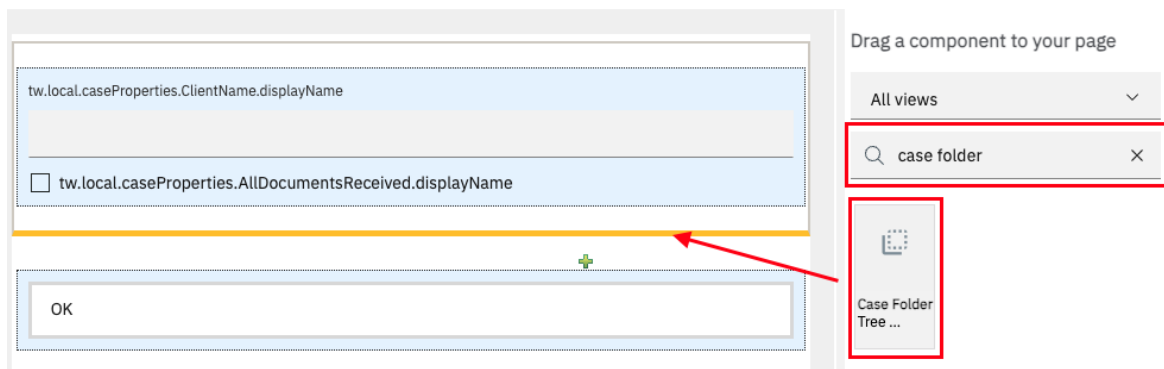 tw.local.caseProperties.ClientName.displayName
tw.local.caseProperties.AllDocumentsReceived.displayName
OK
Drag a component to your page
All views
case folder
Case Folder
Tree ...